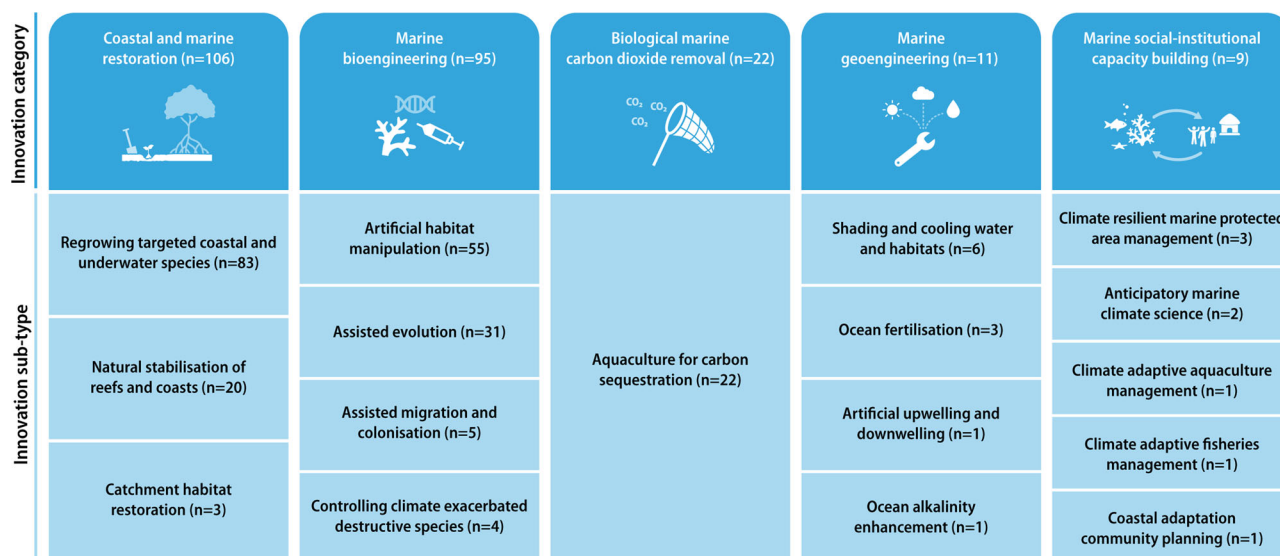 Innovation category
Coastal and marine
restoration (n=106)
Marine
bioengineering (n=95)
Biological marine
carbon dioxide removal (n=22)
CO₂
CO₂
CO₂
Marine
geoengineering (n=11)
Marine social-institutional
capacity building (n=9)
Innovation sub-type
Regrowing targeted coastal and
underwater species (n=83)
Natural stabilisation of
reefs and coasts (n=20)
Catchment habitat
restoration (n=3)
Artificial habitat
manipulation (n=55)
Assisted evolution (n=31)
Assisted migration and
colonisation (n=5)
Controlling climate exacerbated
destructive species (n=4)
Aquaculture for carbon
sequestration (n=22)
Shading and cooling water
and habitats (n=6)
Ocean fertilisation (n=3)
Artificial upwelling and
downwelling (n=1)
Ocean alkalinity
enhancement (n=1)
Climate resilient marine protected
area management (n=3)
Anticipatory marine
climate science (n=2)
Climate adaptive aquaculture
management (n=1)
Climate adaptive fisheries
management (n=1)
Coastal adaptation
community planning (n=1)